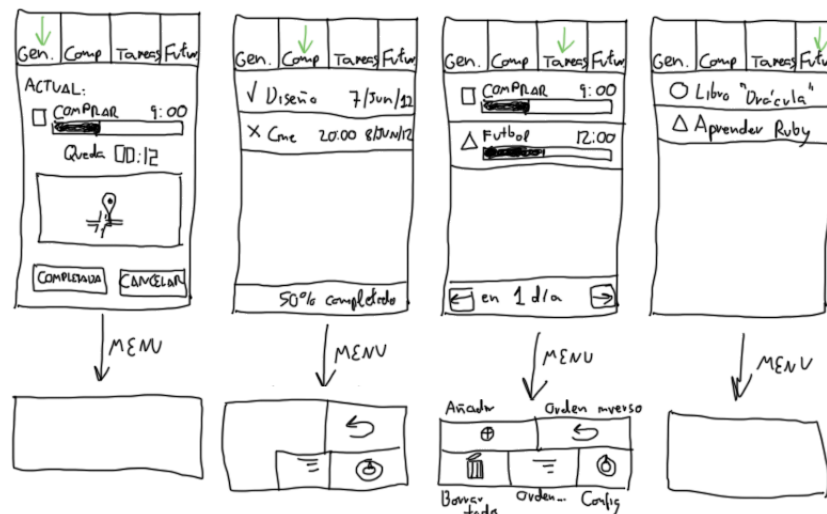 Gen. Comp Tareas Futur
ACTUAL:
COMPRAR 9:00
Queda 00:12
COMPLETADA CANCELAR
MENU
Gen. Comp Tareas Futur
√ Diseño 7/Jun/12
X Cine 20:00 8/JUN/12
50% completado
MENU
Gen. Comp Tareas Futur
COMPRAR 9:00
Futbol 12:00
en 1 día
MENU
Añadir Orden inverso
Borrar todo Orden... Config
Gen. Comp Tareas Futur
Libro "Drácula"
Aprender Ruby
MENU